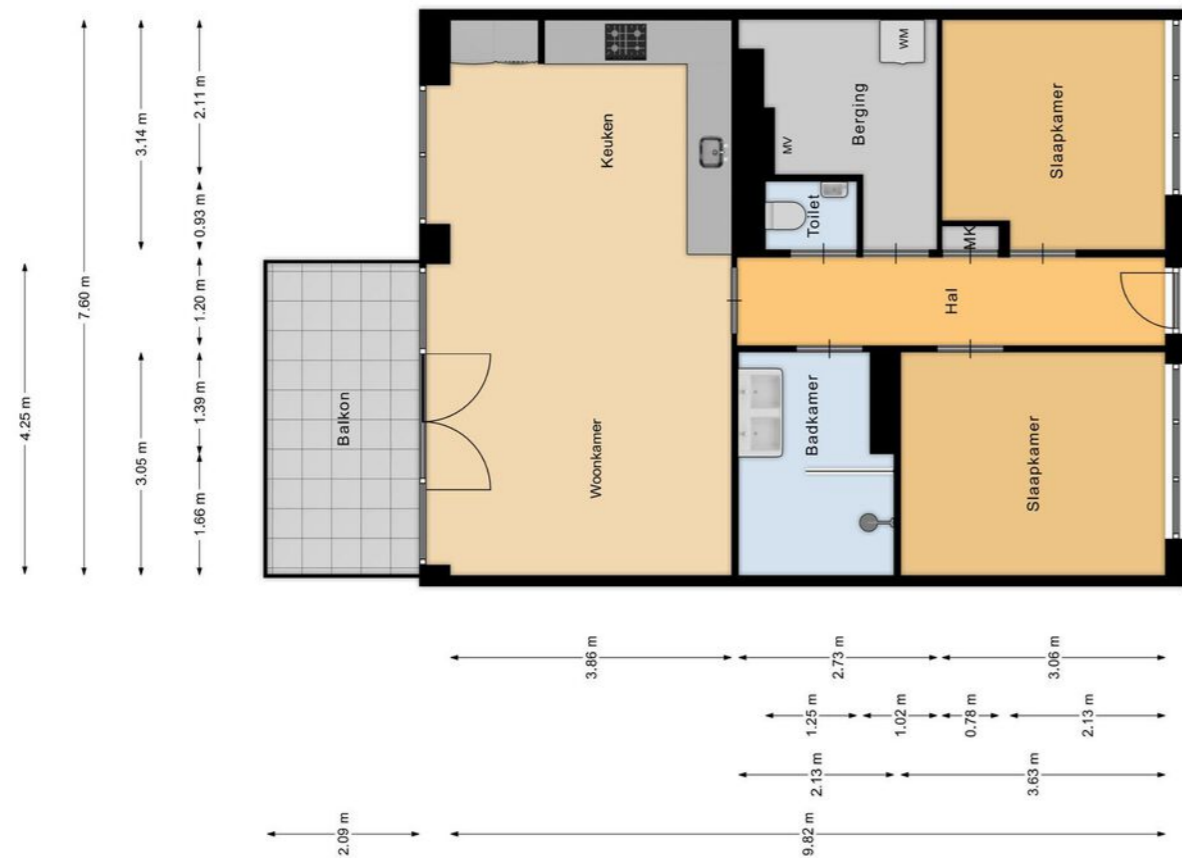 Keuken
Woonkamer
Balkon
Berging
WM
MV
Toilet
MK
Slaapkamer
Hal
Badkamer
Slaapkamer
4.25 m
7.60 m
3.14 m
3.05 m
2.11 m
0.93 m
1.20 m
1.39 m
1.66 m
3.86 m
2.73 m
3.06 m
1.25 m
1.02 m
0.78 m
2.13 m
2.13 m
3.63 m
2.09 m
9.82 m